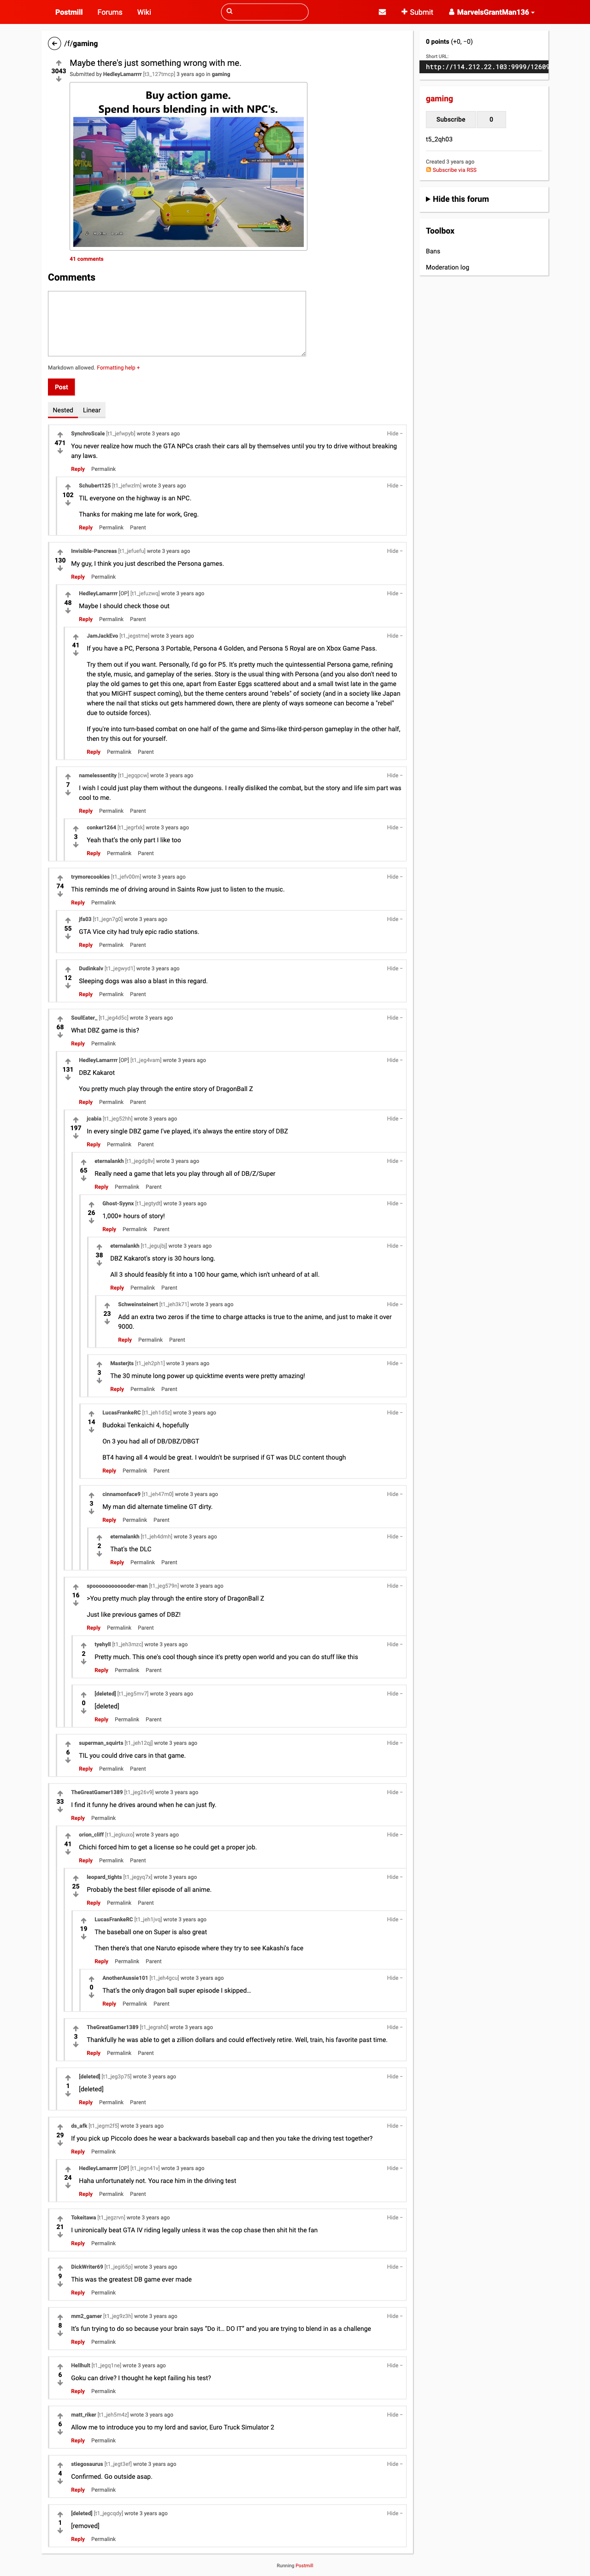 Postmill Forums Wiki Submit MarvelsGrantMan136
/f/gaming
3043
Maybe there's just something wrong with me.
Submitted by HedleyLamarrr [t3_127tmcp] 3 years ago in gaming
Buy action game.
Spend hours blending in with NPC's.
41 comments
Comments
Markdown allowed. Formatting help +
Post
Nested Linear
SynchroScale [t1_jefwpyb] wrote 3 years ago Hide −
471
You never realize how much the GTA NPCs crash their cars all by themselves until you try to drive without breaking
any laws.
Reply Permalink
Schubert125 wrote 3 years ago Hide −
102
TIL everyone on the highway is an NPC.
Thanks for making me late for work, Greg.
Reply Permalink Parent
Invisible-Pancreas [t1_jefuefu] wrote 3 years ago Hide −
130
My guy, I think you just described the Persona games.
Reply Permalink
HedleyLamarrr [OP] wrote 3 years ago Hide −
48
Maybe I should check those out
Reply Permalink Parent
JamJackEvo wrote 3 years ago Hide −
41
If you have a PC, Persona 3 Portable, Persona 4 Golden, and Persona 5 Royal are on Xbox Game Pass.
Try them out if you want. Personally, I'd go for P5. It's pretty much the quintessential Persona game, refining
the style, music, and gameplay of the series. Story is the usual thing with Persona (and you also don't need to
play the old games to get this one, apart from Easter Eggs scattered about and a small twist late in the game
that you MIGHT suspect coming), but the theme centers around "rebels" of society (and in a society like Japan
where the nail that sticks out gets hammered down, there are plenty of ways someone can become a "rebel"
due to outside forces).
If you're into turn-based combat on one half of the game and Sims-like third-person gameplay in the other half,
then try this out for yourself.
Reply Permalink Parent
namelessentity wrote 3 years ago Hide −
7
I wish I could just play them without the dungeons. I really disliked the combat, but the story and life sim part was
cool to me.
Reply Permalink Parent
conker1264 wrote 3 years ago Hide −
3
Yeah that's the only part I like too
Reply Permalink Parent
trymorecookies [t1_jefv00m] wrote 3 years ago Hide −
74
This reminds me of driving around in Saints Row just to listen to the music.
Reply Permalink
jfs03 [t1_jegn7g0] wrote 3 years ago Hide −
55
GTA Vice city had truly epic radio stations.
Reply Permalink Parent
Dudinkalv [t1_jegwyd1] wrote 3 years ago Hide −
12
Sleeping dogs was also a blast in this regard.
Reply Permalink Parent
SoulEater_ [t1_jeg4d5c] wrote 3 years ago Hide −
68
What DBZ game is this?
Reply Permalink
HedleyLamarrr [OP] [t1_jeg4xsm] wrote 3 years ago Hide −
131
DBZ Kakarot
You pretty much play through the entire story of DragonBall Z
Reply Permalink Parent
jcabia [t1_jeg52hh] wrote 3 years ago Hide −
197
In every single DBZ game I've played, it's always the entire story of DBZ
Reply Permalink Parent
eternalankh wrote 3 years ago Hide −
65
Really need a game that lets you play through all of DB/Z/Super
Reply Permalink Parent
Ghost-Syynx wrote 3 years ago Hide −
26
1,000+ hours of story!
Reply Permalink Parent
eternalankh wrote 3 years ago Hide −
38
DBZ Kakarot's story is 30 hours long.
All 3 should feasibly fit into a 100 hour game, which isn't unheard of at all.
Reply Permalink Parent
Schweinsteinert [t1_jeh3k71] wrote 3 years ago Hide −
23
Add an extra two zeros if the time to charge attacks is true to the anime, and just to make it over
9000.
Reply Permalink Parent
Masterjts [t1_jeh2ph1] wrote 3 years ago Hide −
3
The 30 minute long power up quicktime events were pretty amazing!
Reply Permalink Parent
LucasFrankeRC [t1_jeh1d5z] wrote 3 years ago Hide −
14
Budokai Tenkaichi 4, hopefully
On 3 you had all of DB/DBZ/DBGT
BT4 having all 4 would be great. I wouldn't be surprised if GT was DLC content though
Reply Permalink Parent
cinnamonface9 [t1_jeh47m0] wrote 3 years ago Hide −
3
My man did alternate timeline GT dirty.
Reply Permalink Parent
eternalankh [t1_jeh4dmh] wrote 3 years ago Hide −
2
That's the DLC
Reply Permalink Parent
[t1_jeg579n] wrote 3 years ago Hide −
16
>You pretty much play through the entire story of DragonBall Z
Just like previous games of DBZ!
Reply Permalink Parent
tyehyll [t1_jeh3mzc] wrote 3 years ago Hide −
2
Pretty much. This one's cool though since it's pretty open world and you can do stuff like this
Reply Permalink Parent
[deleted] [t1_jeg5mv7] wrote 3 years ago Hide −
0
[deleted]
Reply Permalink Parent
superman_squirts wrote 3 years ago Hide −
6
TIL you could drive cars in that game.
Reply Permalink Parent
TheGreatGamer1389 [t1_jeg26v9] wrote 3 years ago Hide −
33
I find it funny he drives around when he can just fly.
Reply Permalink
orion_cliff [t1_jegkuxo] wrote 3 years ago Hide −
41
Chichi forced him to get a license so he could get a proper job.
Reply Permalink Parent
leopard_tights [t1_jegyq7x] wrote 3 years ago Hide −
25
Probably the best filler episode of all anime.
Reply Permalink Parent
LucasFrankeRC [t1_jeh1jvq] wrote 3 years ago Hide −
19
The baseball one on Super is also great
Then there's that one Naruto episode where they try to see Kakashi's face
Reply Permalink Parent
AnotherAussie101 [t1_jeh4gcu] wrote 3 years ago Hide −
0
That's the only dragon ball super episode I skipped...
Reply Permalink Parent
TheGreatGamer1389 wrote 3 years ago Hide −
3
Thankfully he was able to get a zillion dollars and could effectively retire. Well, train, his favorite past time.
Reply Permalink Parent
[deleted] [t1_jeg3p75] wrote 3 years ago Hide −
1
[deleted]
Reply Permalink Parent
ds_afk [t1_jegm2f5] wrote 3 years ago Hide −
29
If you pick up Piccolo does he wear a backwards baseball cap and then you take the driving test together?
Reply Permalink
HedleyLamarrr [OP] [t1_jegn41v] wrote 3 years ago Hide −
24
Haha unfortunately not. You race him in the driving test
Reply Permalink Parent
Tokeitawa [t1_jegzrvn] wrote 3 years ago Hide −
21
I unironically beat GTA IV riding legally unless it was the cop chase then shit hit the fan
Reply Permalink
DickWriter69 [t1_jegi65p] wrote 3 years ago Hide −
9
This was the greatest DB game ever made
Reply Permalink
mm2_gamer [t1_jeg9z3h] wrote 3 years ago Hide −
8
It's fun trying to do so because your brain says "Do it... DO IT" and you are trying to blend in as a challenge
Reply Permalink
Hellhult [t1_jegq1ne] wrote 3 years ago Hide −
6
Goku can drive? I thought he kept failing his test?
Reply Permalink
matt_riker [t1_jeh5m4z] wrote 3 years ago Hide −
6
Allow me to introduce you to my lord and savior, Euro Truck Simulator 2
Reply Permalink
stiegosaurus [t1_jegt3ef] wrote 3 years ago Hide −
4
Confirmed. Go outside asap.
Reply Permalink
[deleted] [t1_jegcqdy] wrote 3 years ago Hide −
1
[removed]
Reply Permalink
0 points (+0, −0)
Short URL:
http://114.212.22.103:9999/1260
gaming
Subscribe 0
t5_2qh03
Created 3 years ago
Subscribe via RSS
Hide this forum
Toolbox
Bans
Moderation log
Running Postmill